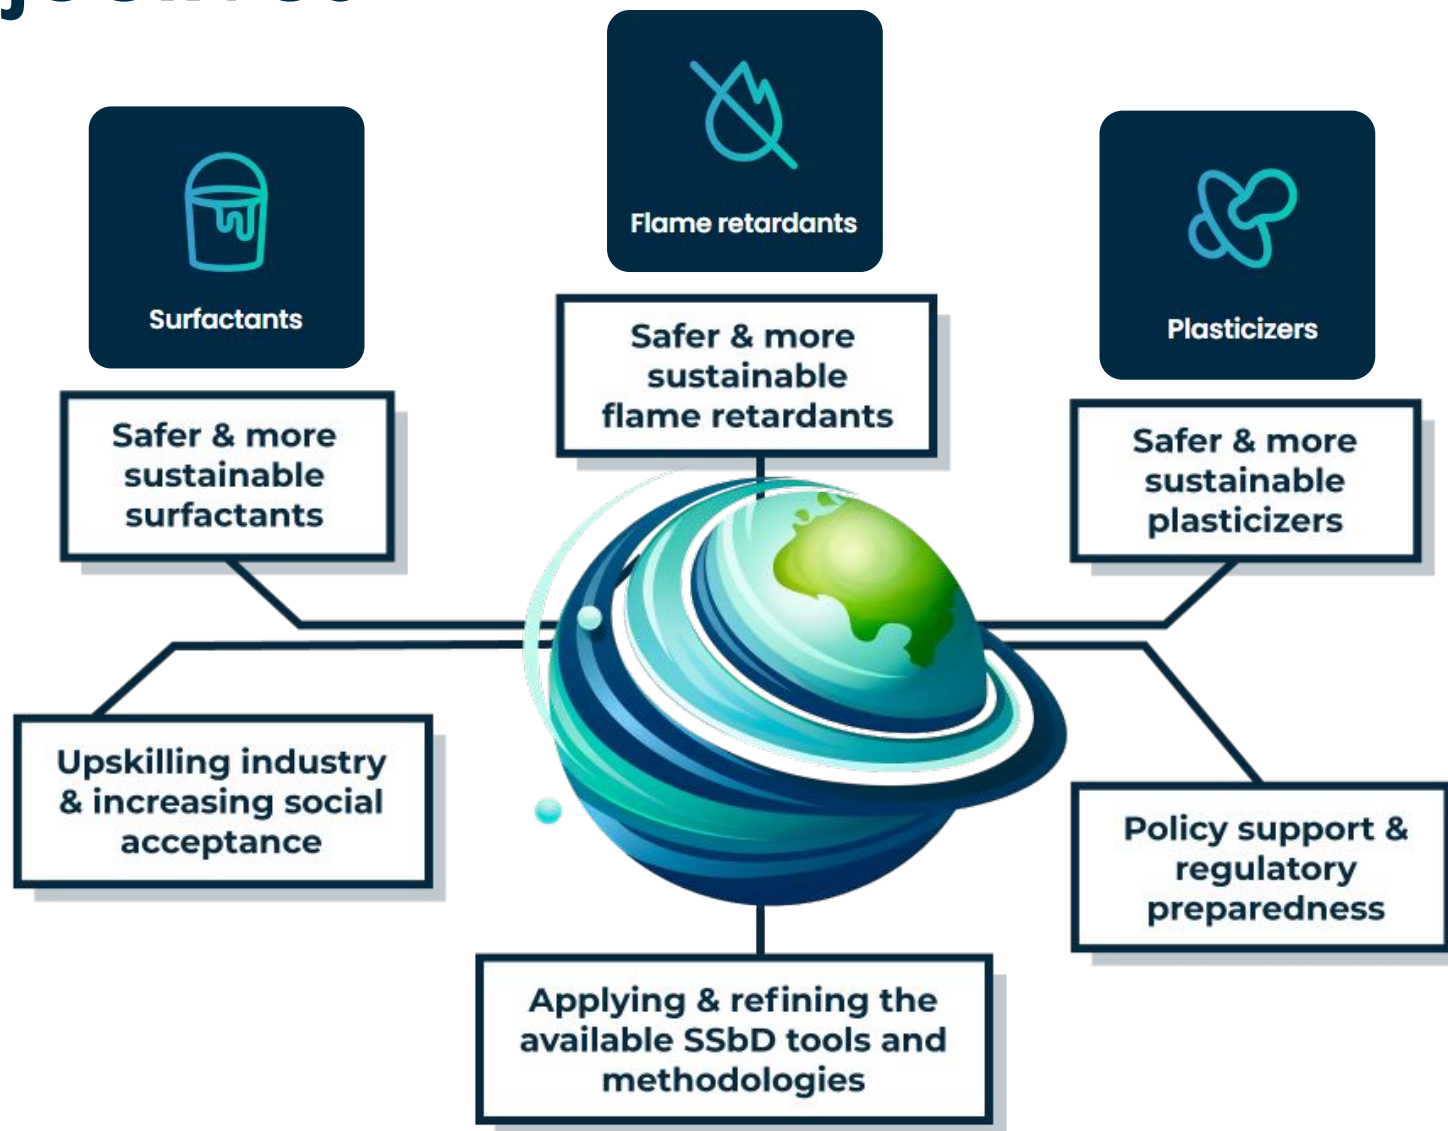 Flame retardants
Surfactants
Plasticizers
Safer & more
sustainable
flame retardants
Safer & more
sustainable
surfactants
Safer & more
sustainable
plasticizers
Upskilling industry
& increasing social
acceptance
Policy support &
regulatory
preparedness
Applying & refining the
available SSbD tools and
methodologies